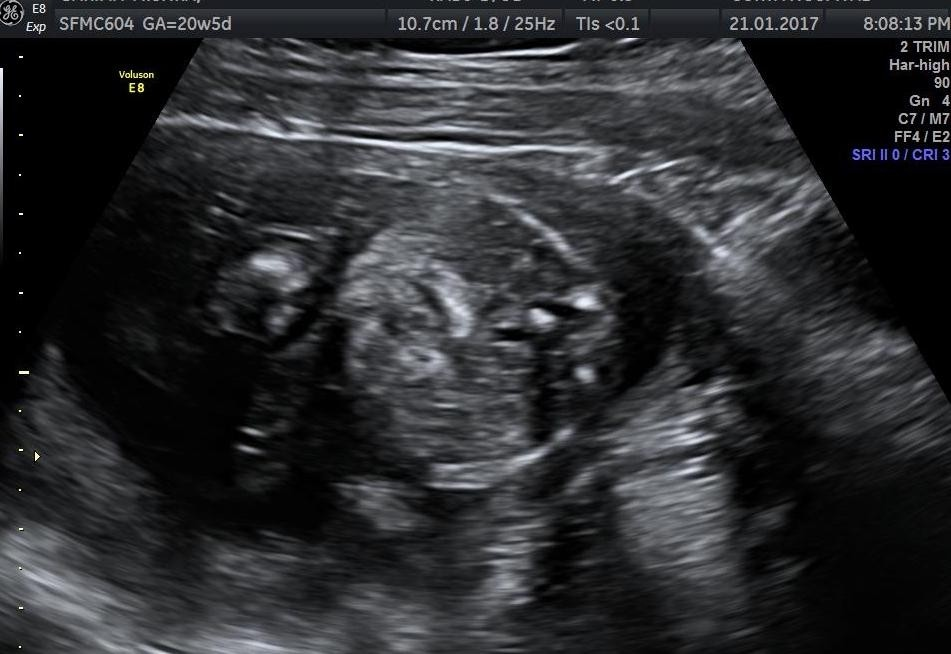 E8
Exp
SFMC604 GA=20w5d
10.7cm / 1.8 / 25Hz
TIs <0.1
21.01.2017
8:08:13 PM
Voluson
E8
2 TRIM
Har-high
90
Gn 4
C7 / M7
FF4 / E2
SRI II 0 / CRI 3